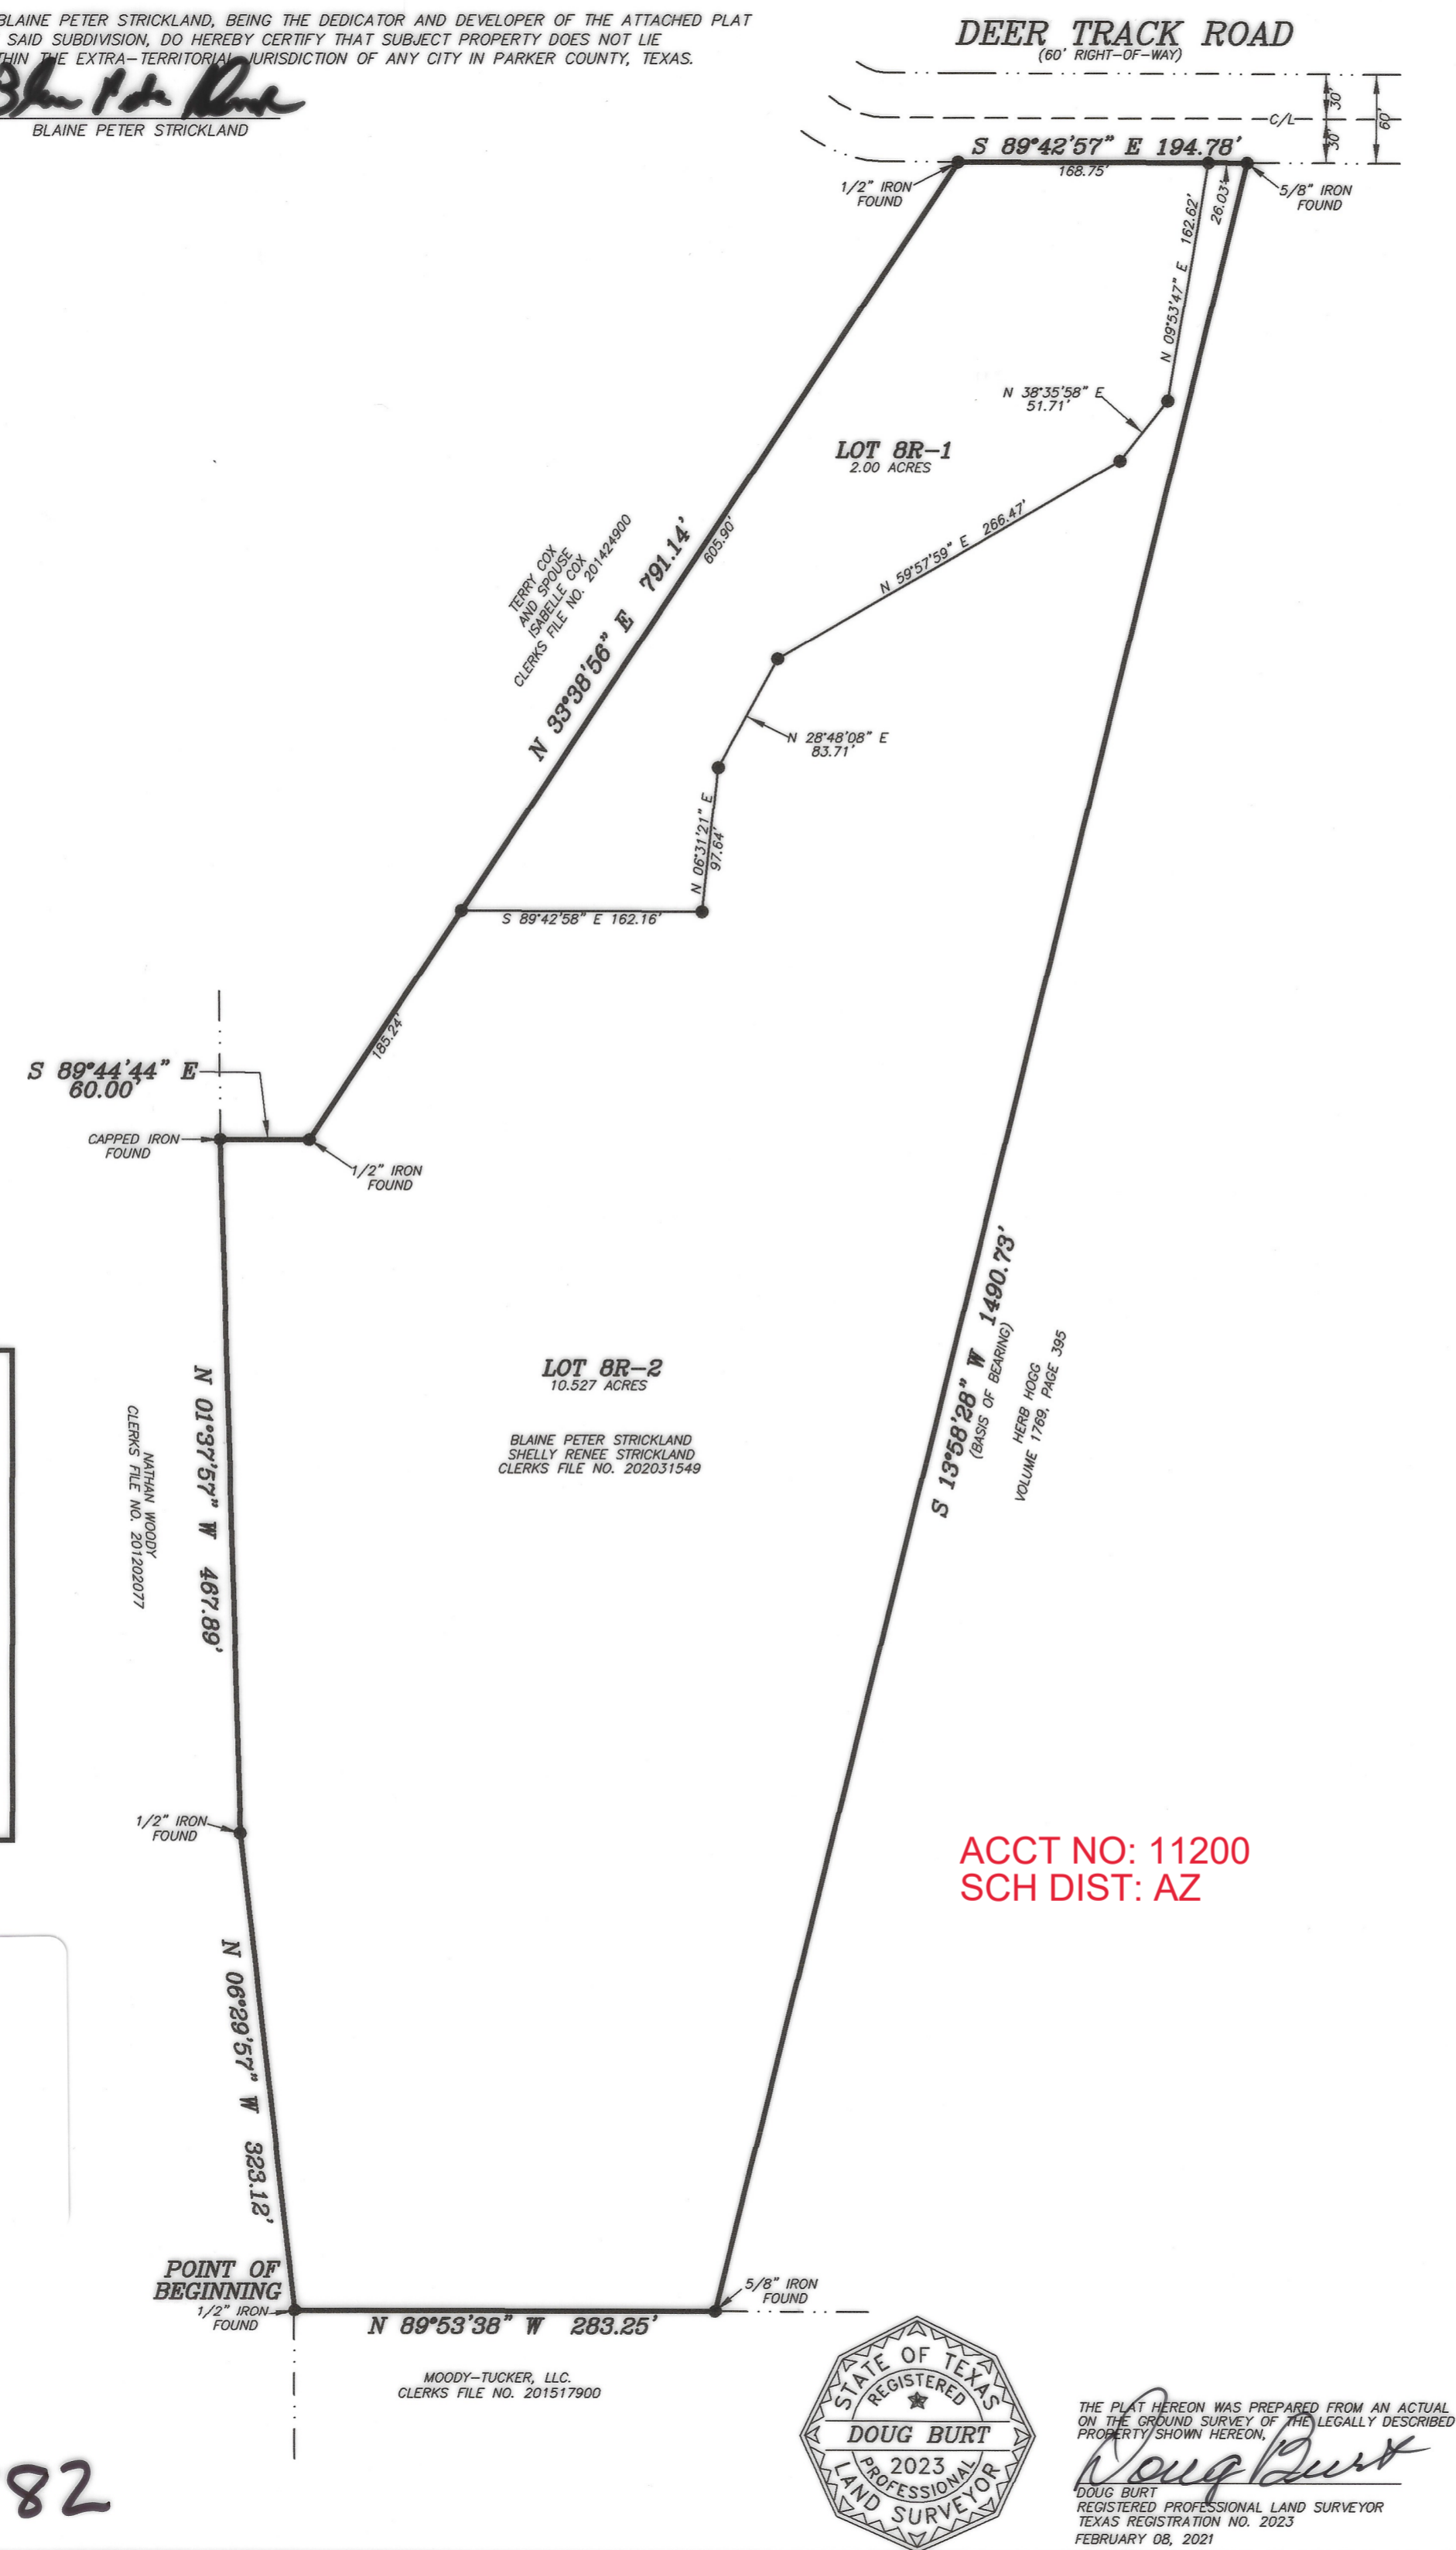 BLAINE PETER STRICKLAND, BEING THE DEDICATOR AND DEVELOPER OF THE ATTACHED PLAT
SAID SUBDIVISION, DO HEREBY CERTIFY THAT SUBJECT PROPERTY DOES NOT LIE
THIN THE EXTRA-TERRITORIAL JURISDICTION OF ANY CITY IN PARKER COUNTY, TEXAS.
BLAINE PETER STRICKLAND
DEER TRACK ROAD
(60' RIGHT-OF-WAY)
30'
60'
C/L
30'
S 89°42'57" E 194.78'
168.75'
1/2" IRON
FOUND
26.03'
5/8" IRON
FOUND
N 09°53'47" E 162.62'
N 38°35'58" E
51.71'
LOT 8R-1
2.00 ACRES
N 59°57'59" E 266.47'
605.90'
TERRY COX
AND SPOUSE
ISABELLE COX
CLERKS FILE NO. 201424900
N 33°38'56" E 791.14'
N 28°48'08" E
83.71'
N 06°31'21" E
97.64'
S 89°42'58" E 162.16'
185.24'
S 89°44'44" E
60.00'
CAPPED IRON
FOUND
1/2" IRON
FOUND
S 13°58'28" W 1490.73'
(BASIS OF BEARING)
HERB HOGG
VOLUME 1769, PAGE 395
LOT 8R-2
10.527 ACRES
BLAINE PETER STRICKLAND
SHELLY RENEE STRICKLAND
CLERKS FILE NO. 202031549
N 01°37'57" W 467.89'
NATHAN WOODY
CLERKS FILE NO. 201202077
1/2" IRON
FOUND
ACCT NO: 11200
SCH DIST: AZ
N 06°29'57" W 323.12'
POINT OF
BEGINNING
1/2" IRON
FOUND
N 89°53'38" W 283.25'
5/8" IRON
FOUND
MOODY-TUCKER, LLC.
CLERKS FILE NO. 201517900
STATE OF TEXAS
REGISTERED
DOUG BURT
2023
PROFESSIONAL
LAND SURVEYOR
THE PLAT HEREON WAS PREPARED FROM AN ACTUAL
ON THE GROUND SURVEY OF THE LEGALLY DESCRIBED
PROPERTY SHOWN HEREON,
Doug Burt
DOUG BURT
REGISTERED PROFESSIONAL LAND SURVEYOR
TEXAS REGISTRATION NO. 2023
FEBRUARY 08, 2021
82